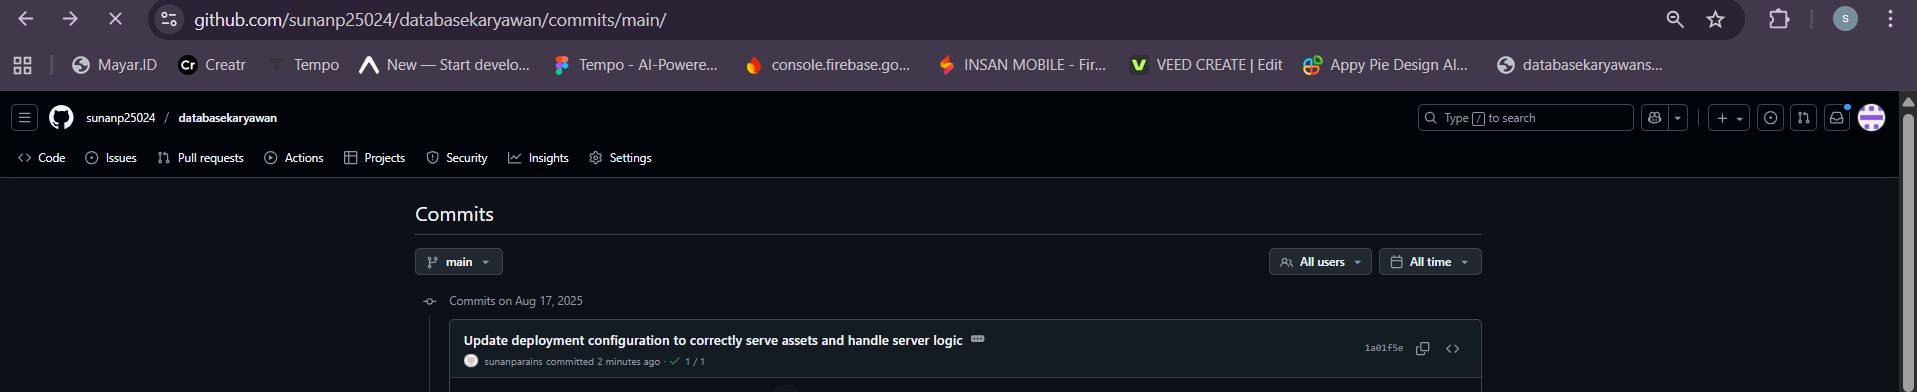 github.com/sunanp25024/databasekaryawan/commits/main/
S
Mayar.ID Cr Creatr Tempo New — Start develo... Tempo - AI-Powere... console.firebase.go... INSAN MOBILE - Fir... V VEED CREATE | Edit Appy Pie Design AI... databasekaryawans...
sunanp25024 / databasekaryawan Type / to search
Code Issues Pull requests Actions Projects Security Insights Settings
Commits
main All users All time
Commits on Aug 17, 2025
Update deployment configuration to correctly serve assets and handle server logic
1a01f5e
sunanparains committed 2 minutes ago · 1 / 1